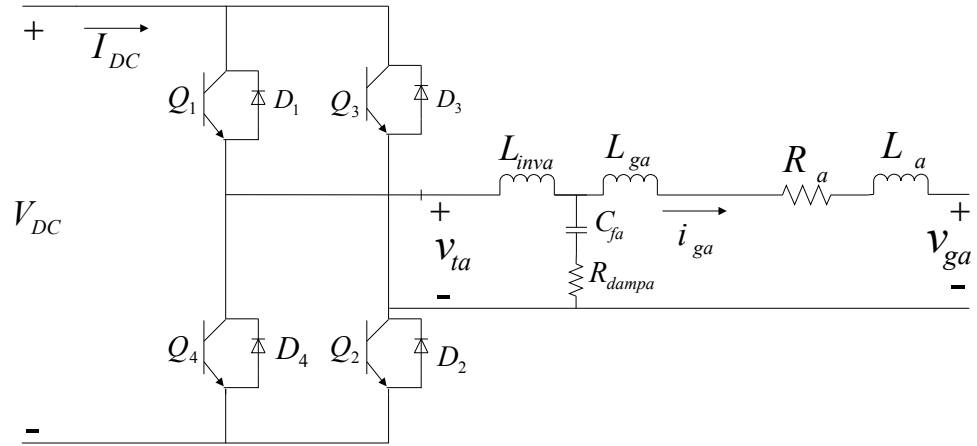 +
I_DC
Q_1
D_1
Q_3
D_3
L_inva
L_ga
R_a
L_a
V_DC
+
v_ta
-
C_fa
R_dampa
i_ga
+
v_ga
-
Q_4
D_4
Q_2
D_2
-